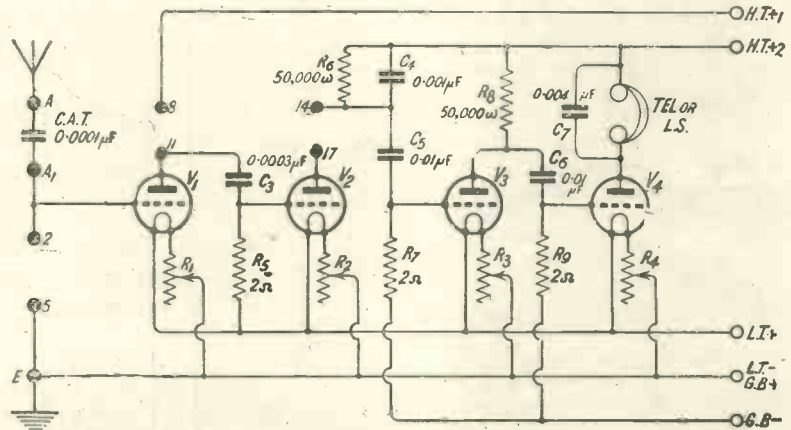 H.T.+1
H.T.+2
R6
50,000ω
C4
0.001μF
R8
50,000ω
0.004 μF
C7
TEL OR
L.S.
A
C.A.T.
0.0001μF
A1
2
5
E
8
11
14
17
0.0003μF
C3
C5
0.01μF
C6
0.01
μF
V1
V2
V3
V4
R1
R5
2Ω
R2
R7
2Ω
R3
R9
2Ω
R4
L.T.+
L.T.-
G.B.+
G.B.-